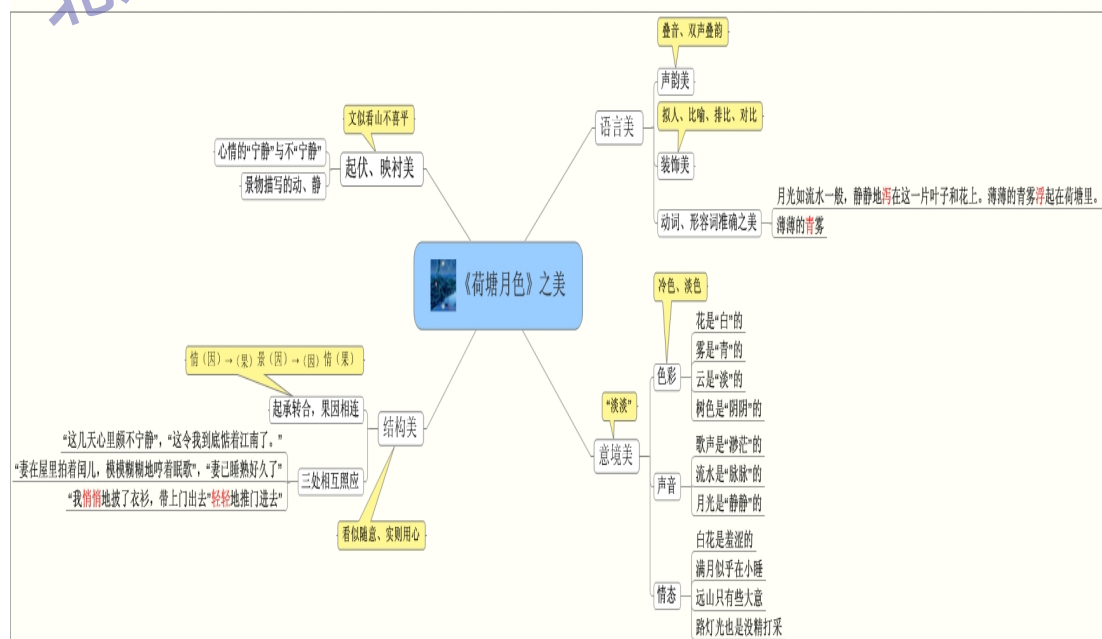 北
《荷塘月色》之美
文似看山不喜平
起伏、映衬美
心情的“宁静”与不“宁静”
景物描写的动、静
情（因）→（果）景（因）→（因）情（果）
起承转合，果因相连
结构美
“这几天心里颇不宁静”，“这令我到底惦着江南了。”
“妻在屋里拍着闰儿，模模糊糊地哼着眠歌”，“妻已睡熟好久了”
三处相互照应
“我悄悄地披了衣衫，带上门出去”轻轻地推门进去”
看似随意、实则用心
叠音、双声叠韵
声韵美
语言美
拟人、比喻、排比、对比
装饰美
动词、形容词准确之美
月光如流水一般，静静地泻在这一片叶子和花上。薄薄的青雾浮起在荷塘里。
薄薄的青雾
“淡淡”
意境美
冷色、淡色
色彩
花是“白”的
雾是“青”的
云是“淡”的
树色是“阴阴”的
声音
歌声是“渺茫”的
流水是“脉脉”的
月光是“静静”的
情态
白花是羞涩的
满月似乎在小睡
远山只有些大意
路灯光也是没精打采